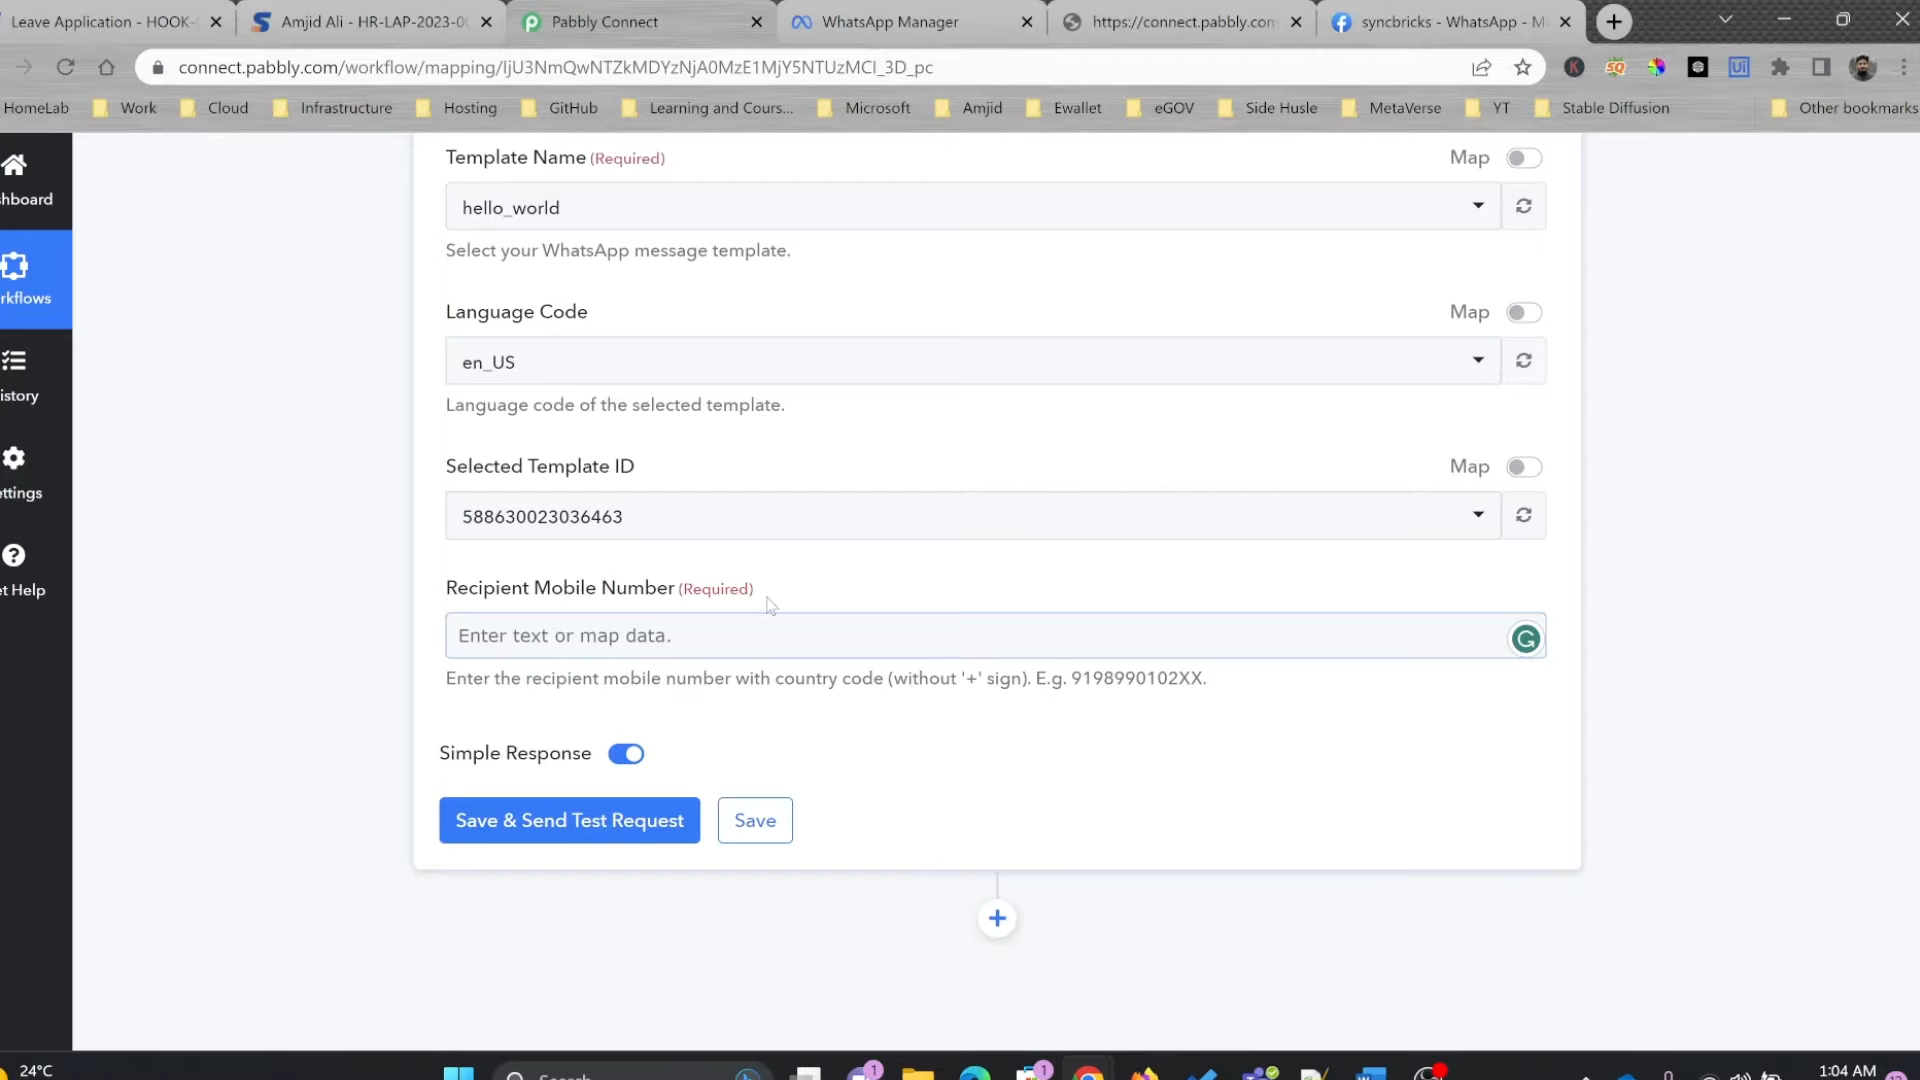 Leave Application - HOOK-
Amjid Ali - HR-LAP-2023-0
Pabbly Connect
WhatsApp Manager
https://connect.pabbly.com
syncbricks - WhatsApp - M
connect.pabbly.com/workflow/mapping/IjU3NmQwNTZkMDYzNjA0MzE1MjY5NTUzMCI_3D_pc
HomeLab
Work
Cloud
Infrastructure
Hosting
GitHub
Learning and Cours...
Microsoft
Amjid
Ewallet
eGOV
Side Husle
MetaVerse
YT
Stable Diffusion
Other bookmarks
hboard
rkflows
istory
ttings
t Help
Template Name (Required)
Map
hello_world
Select your WhatsApp message template.
Language Code
Map
en_US
Language code of the selected template.
Selected Template ID
Map
588630023036463
Recipient Mobile Number (Required)
Enter text or map data.
Enter the recipient mobile number with country code (without '+' sign). E.g. 9198990102XX.
Simple Response
Save & Send Test Request
Save
24°C
Search
1
1
1:04 AM